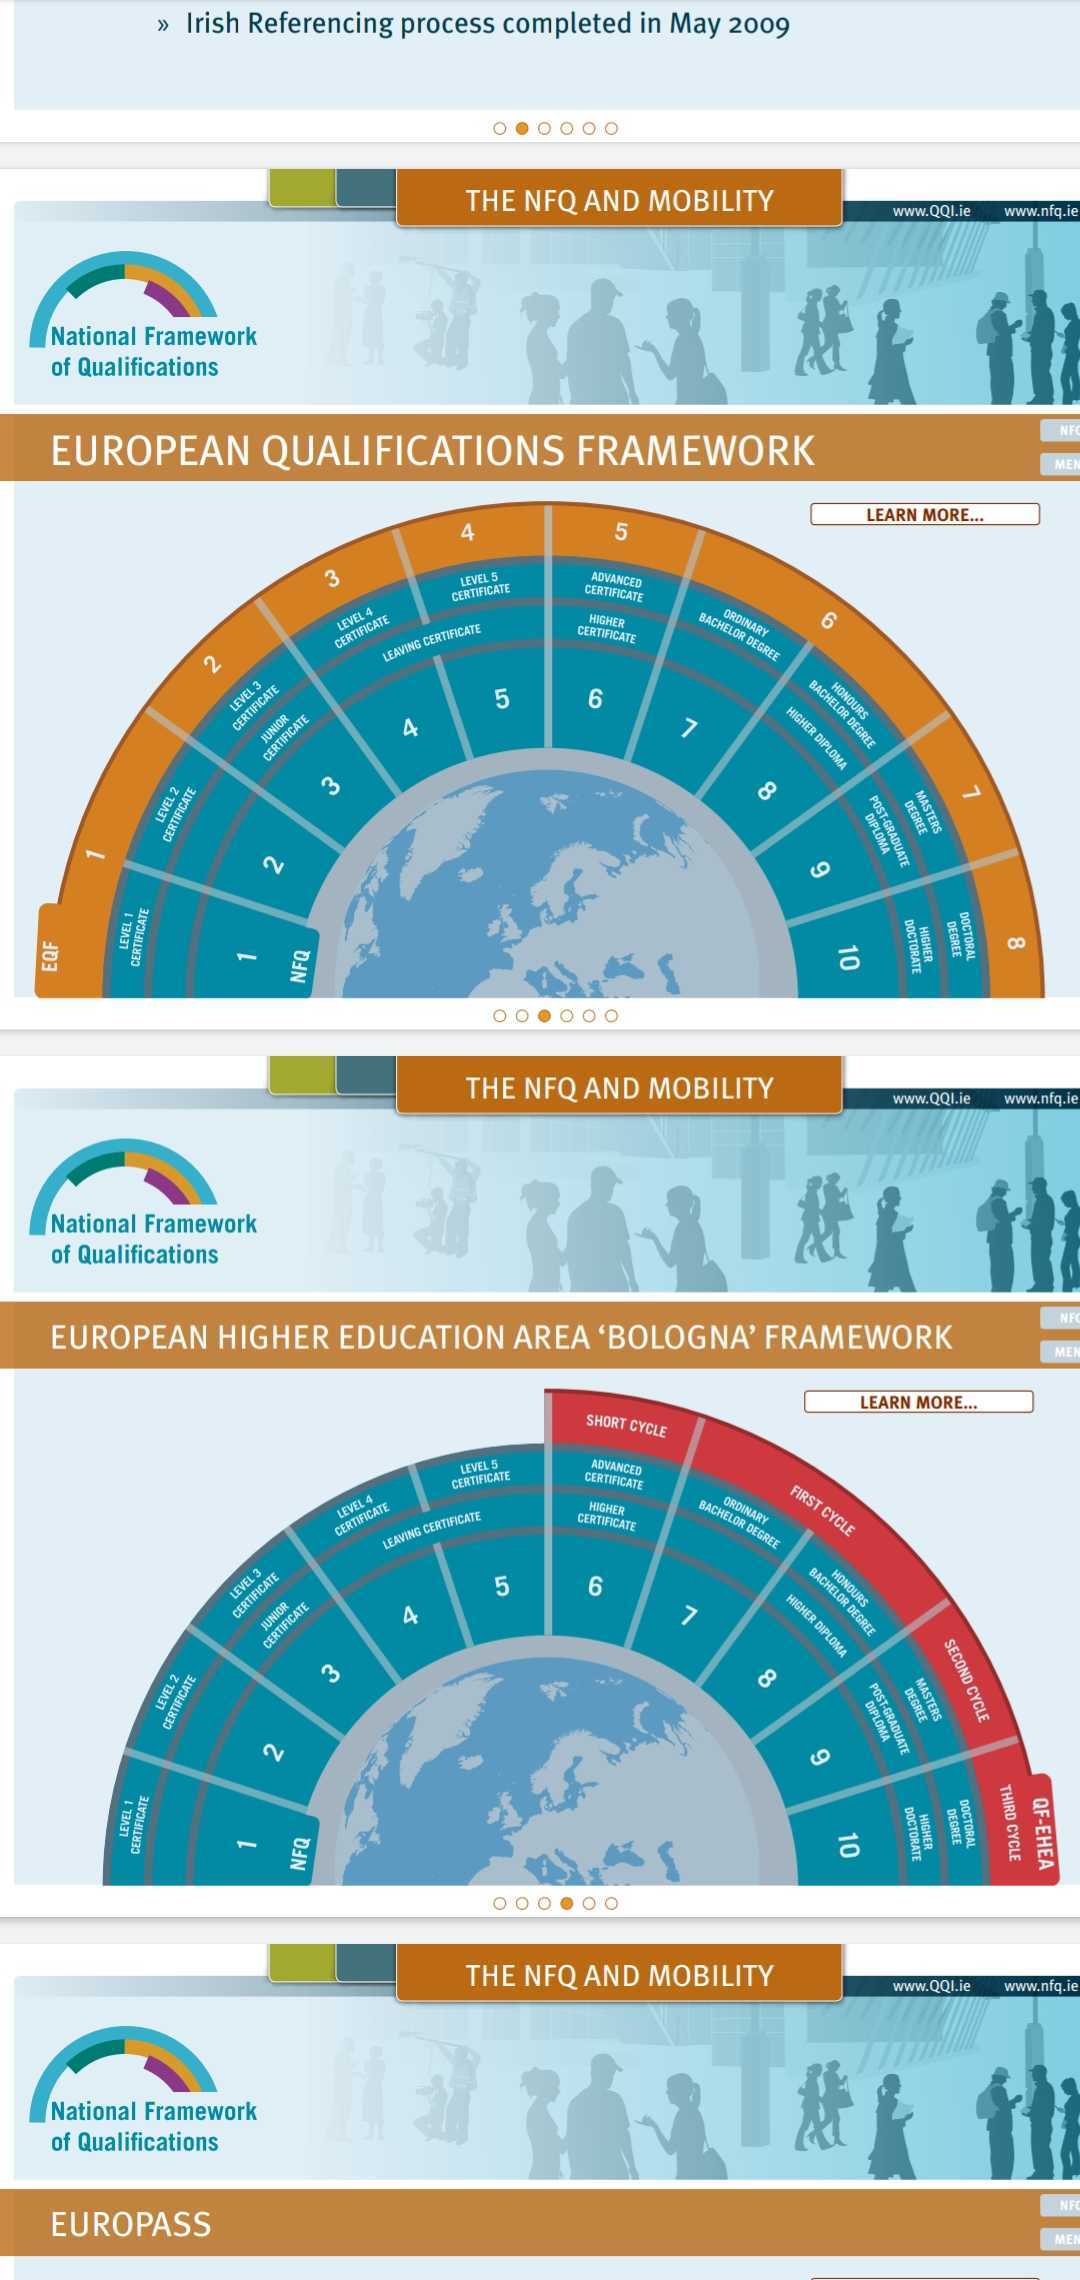 » Irish Referencing process completed in May 2009
THE NFQ AND MOBILITY
www.QQI.ie www.nfq.ie
National Framework
of Qualifications
EUROPEAN QUALIFICATIONS FRAMEWORK
LEARN MORE...
EQF
1
2
3
4
5
6
7
8
LEVEL 1
CERTIFICATE
LEVEL 2
CERTIFICATE
LEVEL 3
CERTIFICATE
JUNIOR
CERTIFICATE
LEVEL 4
CERTIFICATE
LEVEL 5
CERTIFICATE
LEAVING CERTIFICATE
ADVANCED
CERTIFICATE
HIGHER
CERTIFICATE
ORDINARY
BACHELOR DEGREE
HONOURS
BACHELOR DEGREE
HIGHER DIPLOMA
MASTERS
DEGREE
POST-GRADUATE
DIPLOMA
DOCTORAL
DEGREE
HIGHER
DOCTORATE
NFQ
1
2
3
4
5
6
7
8
9
10
THE NFQ AND MOBILITY
www.QQI.ie www.nfq.ie
National Framework
of Qualifications
EUROPEAN HIGHER EDUCATION AREA ‘BOLOGNA’ FRAMEWORK
LEARN MORE...
SHORT CYCLE
FIRST CYCLE
SECOND CYCLE
THIRD CYCLE
QF-EHEA
LEVEL 1
CERTIFICATE
LEVEL 2
CERTIFICATE
LEVEL 3
CERTIFICATE
JUNIOR
CERTIFICATE
LEVEL 4
CERTIFICATE
LEVEL 5
CERTIFICATE
LEAVING CERTIFICATE
ADVANCED
CERTIFICATE
HIGHER
CERTIFICATE
ORDINARY
BACHELOR DEGREE
HONOURS
BACHELOR DEGREE
HIGHER DIPLOMA
MASTERS
DEGREE
POST-GRADUATE
DIPLOMA
DOCTORAL
DEGREE
HIGHER
DOCTORATE
NFQ
1
2
3
4
5
6
7
8
9
10
THE NFQ AND MOBILITY
www.QQI.ie www.nfq.ie
National Framework
of Qualifications
EUROPASS